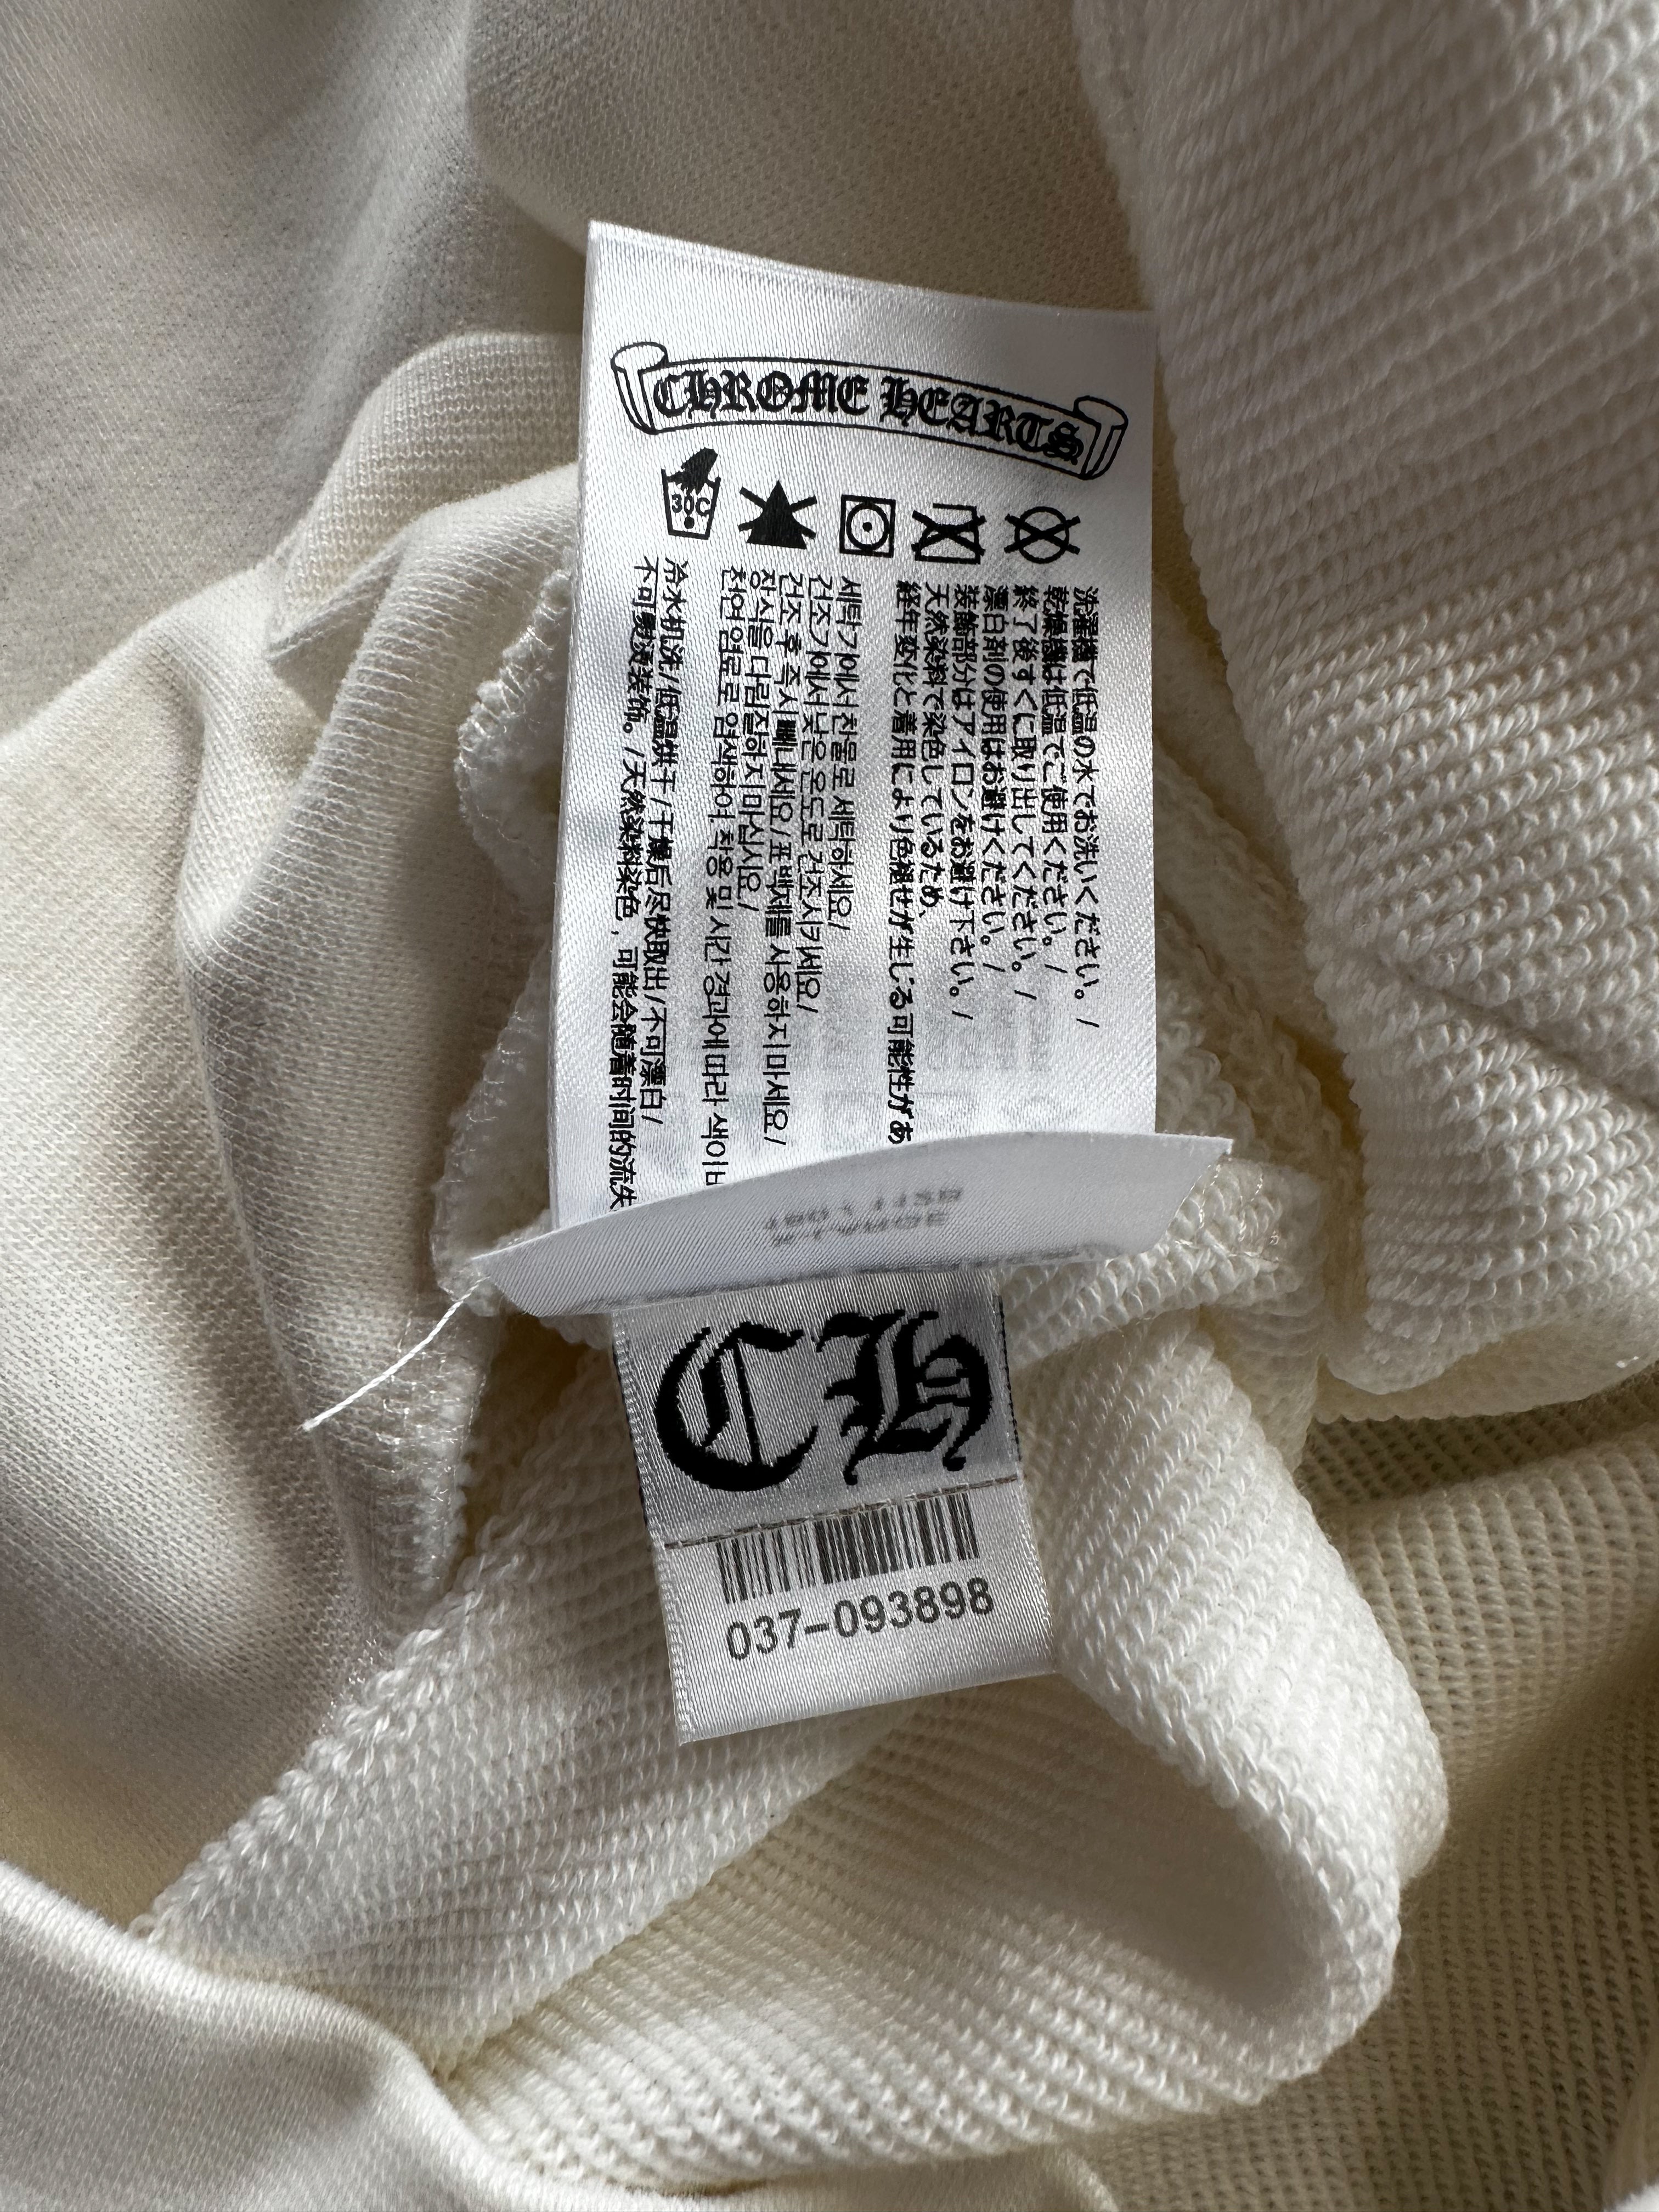 CHROME HEARTS
30C
洗濯機で低温の水でお洗いください。/
乾燥機は低温でご使用ください。/
終了後すぐに取り出してください。/
漂白剤の使用はお避けください。/
装飾部分はアイロンをお避け下さい。/
天然染料で染色しているため、
経年変化と着用により色褪せが生じる可能性があ
세탁기에서 찬물로 세탁하세요/
건조기에서 낮은 온도로 건조시키세요/
건조 후 즉시 빼내세요/표백제를 사용하지 마세요/
장식을 다림질하지 마십시요/
천연 염료로 염색하여, 착용 및 시간 경과에 따라 색이
冷水机洗/低温烘干/干燥后尽快取出/不可漂白/
不可熨烫装饰。/天然染料染色，可能会随着时间的流失
CH
037-093898